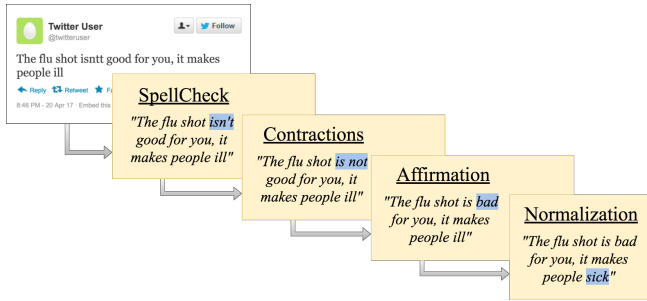 Twitter User
@twitteruser
Follow
The flu shot isntt good for you, it makes
people ill
Reply Retweet
8:46 PM - 20 Apr 17 · Embed this
SpellCheck
"The flu shot isn't
good for you, it
makes people ill"
Contractions
"The flu shot is not
good for you, it
makes people ill"
Affirmation
"The flu shot is bad
for you, it makes
people ill"
Normalization
"The flu shot is bad
for you, it makes
people sick"